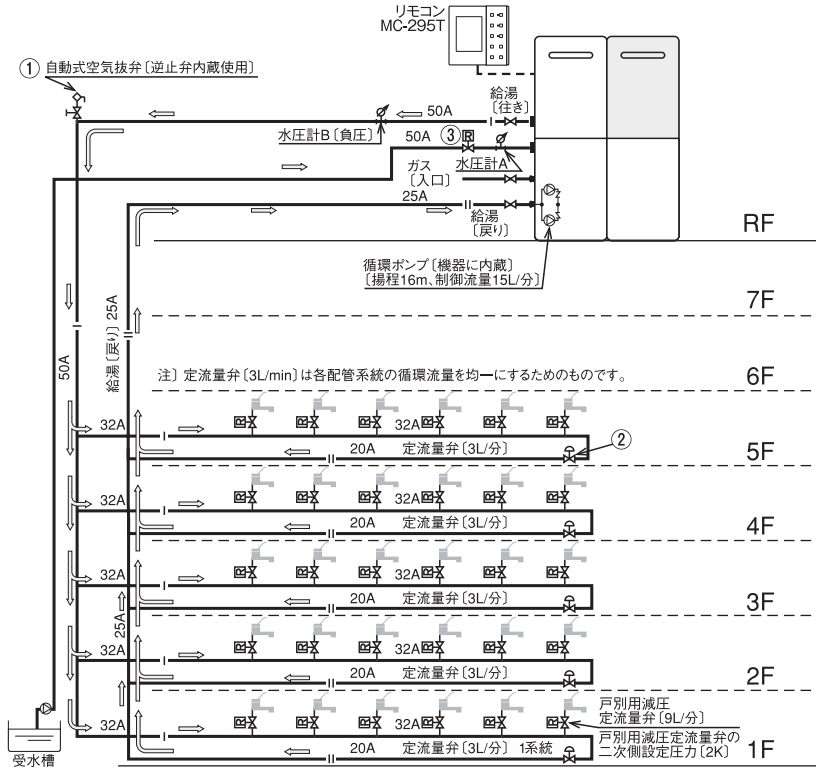 リモコン
MC-295T
① 自動式空気抜弁〔逆止弁内蔵使用〕
50A
給湯
〔往き〕
水圧計B〔負圧〕
50A
③
R
水圧計A
ガス
〔入口〕
25A
給湯
〔戻り〕
RF
循環ポンプ〔機器に内蔵〕
〔揚程16m、制御流量15L/分〕
7F
給湯〔戻り〕25A
50A
注〕定流量弁〔3L/min〕は各配管系統の循環流量を均一にするためのものです。
6F
32A
R R R 32A R R R
②
20A 定流量弁〔3L/分〕
5F
32A
R R R 32A R R R
20A 定流量弁〔3L/分〕
4F
32A
R R R 32A R R R
20A 定流量弁〔3L/分〕
3F
25A
32A
R R R 32A R R R
20A 定流量弁〔3L/分〕
2F
32A
R R R 32A R R R
戸別用減圧
定流量弁〔9L/分〕
戸別用減圧定流量弁の
二次側設定圧力〔2K〕
20A 定流量弁〔3L/分〕 1系統
1F
受水槽